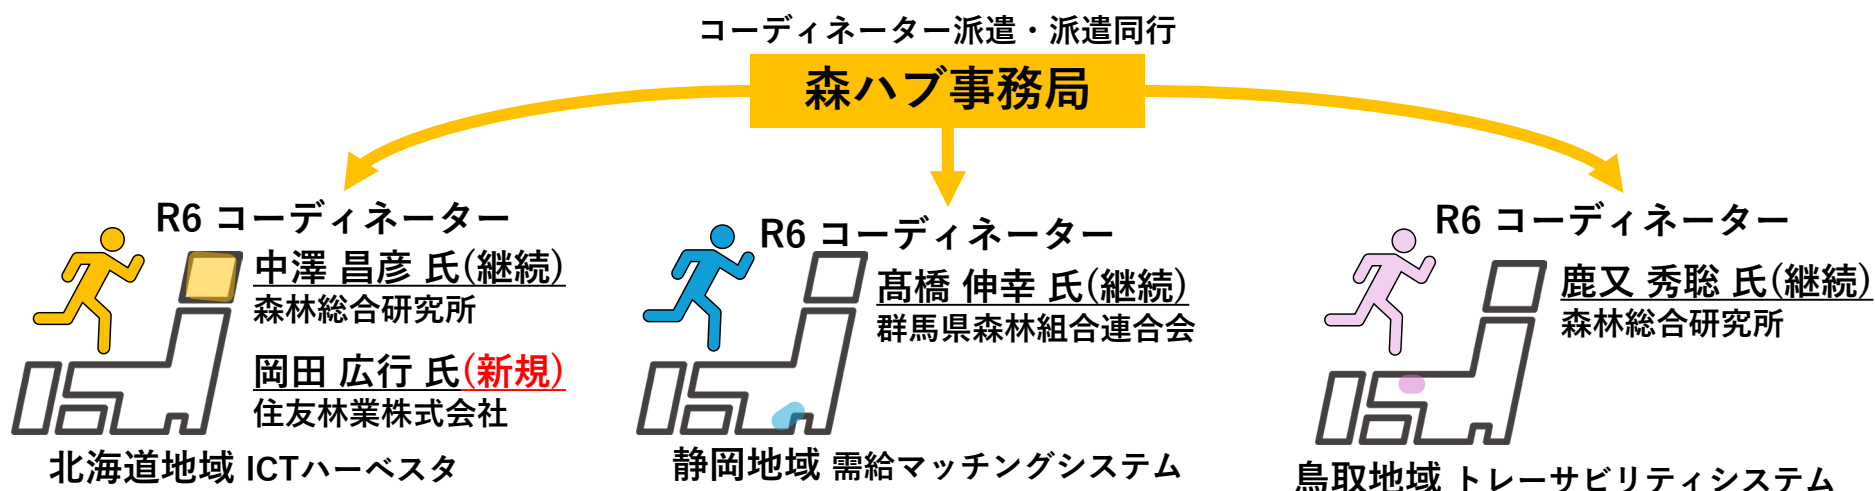 コーディネーター派遣・派遣同行
森ハブ事務局
R6 コーディネーター
中澤 昌彦 氏(継続)
森林総合研究所
岡田 広行 氏(新規)
住友林業株式会社
北海道地域 ICTハーベスタ
R6 コーディネーター
髙橋 伸幸 氏(継続)
群馬県森林組合連合会
静岡地域 需給マッチングシステム
R6 コーディネーター
鹿又 秀聡 氏(継続)
森林総合研究所
鳥取地域 トレーサビリティシステム